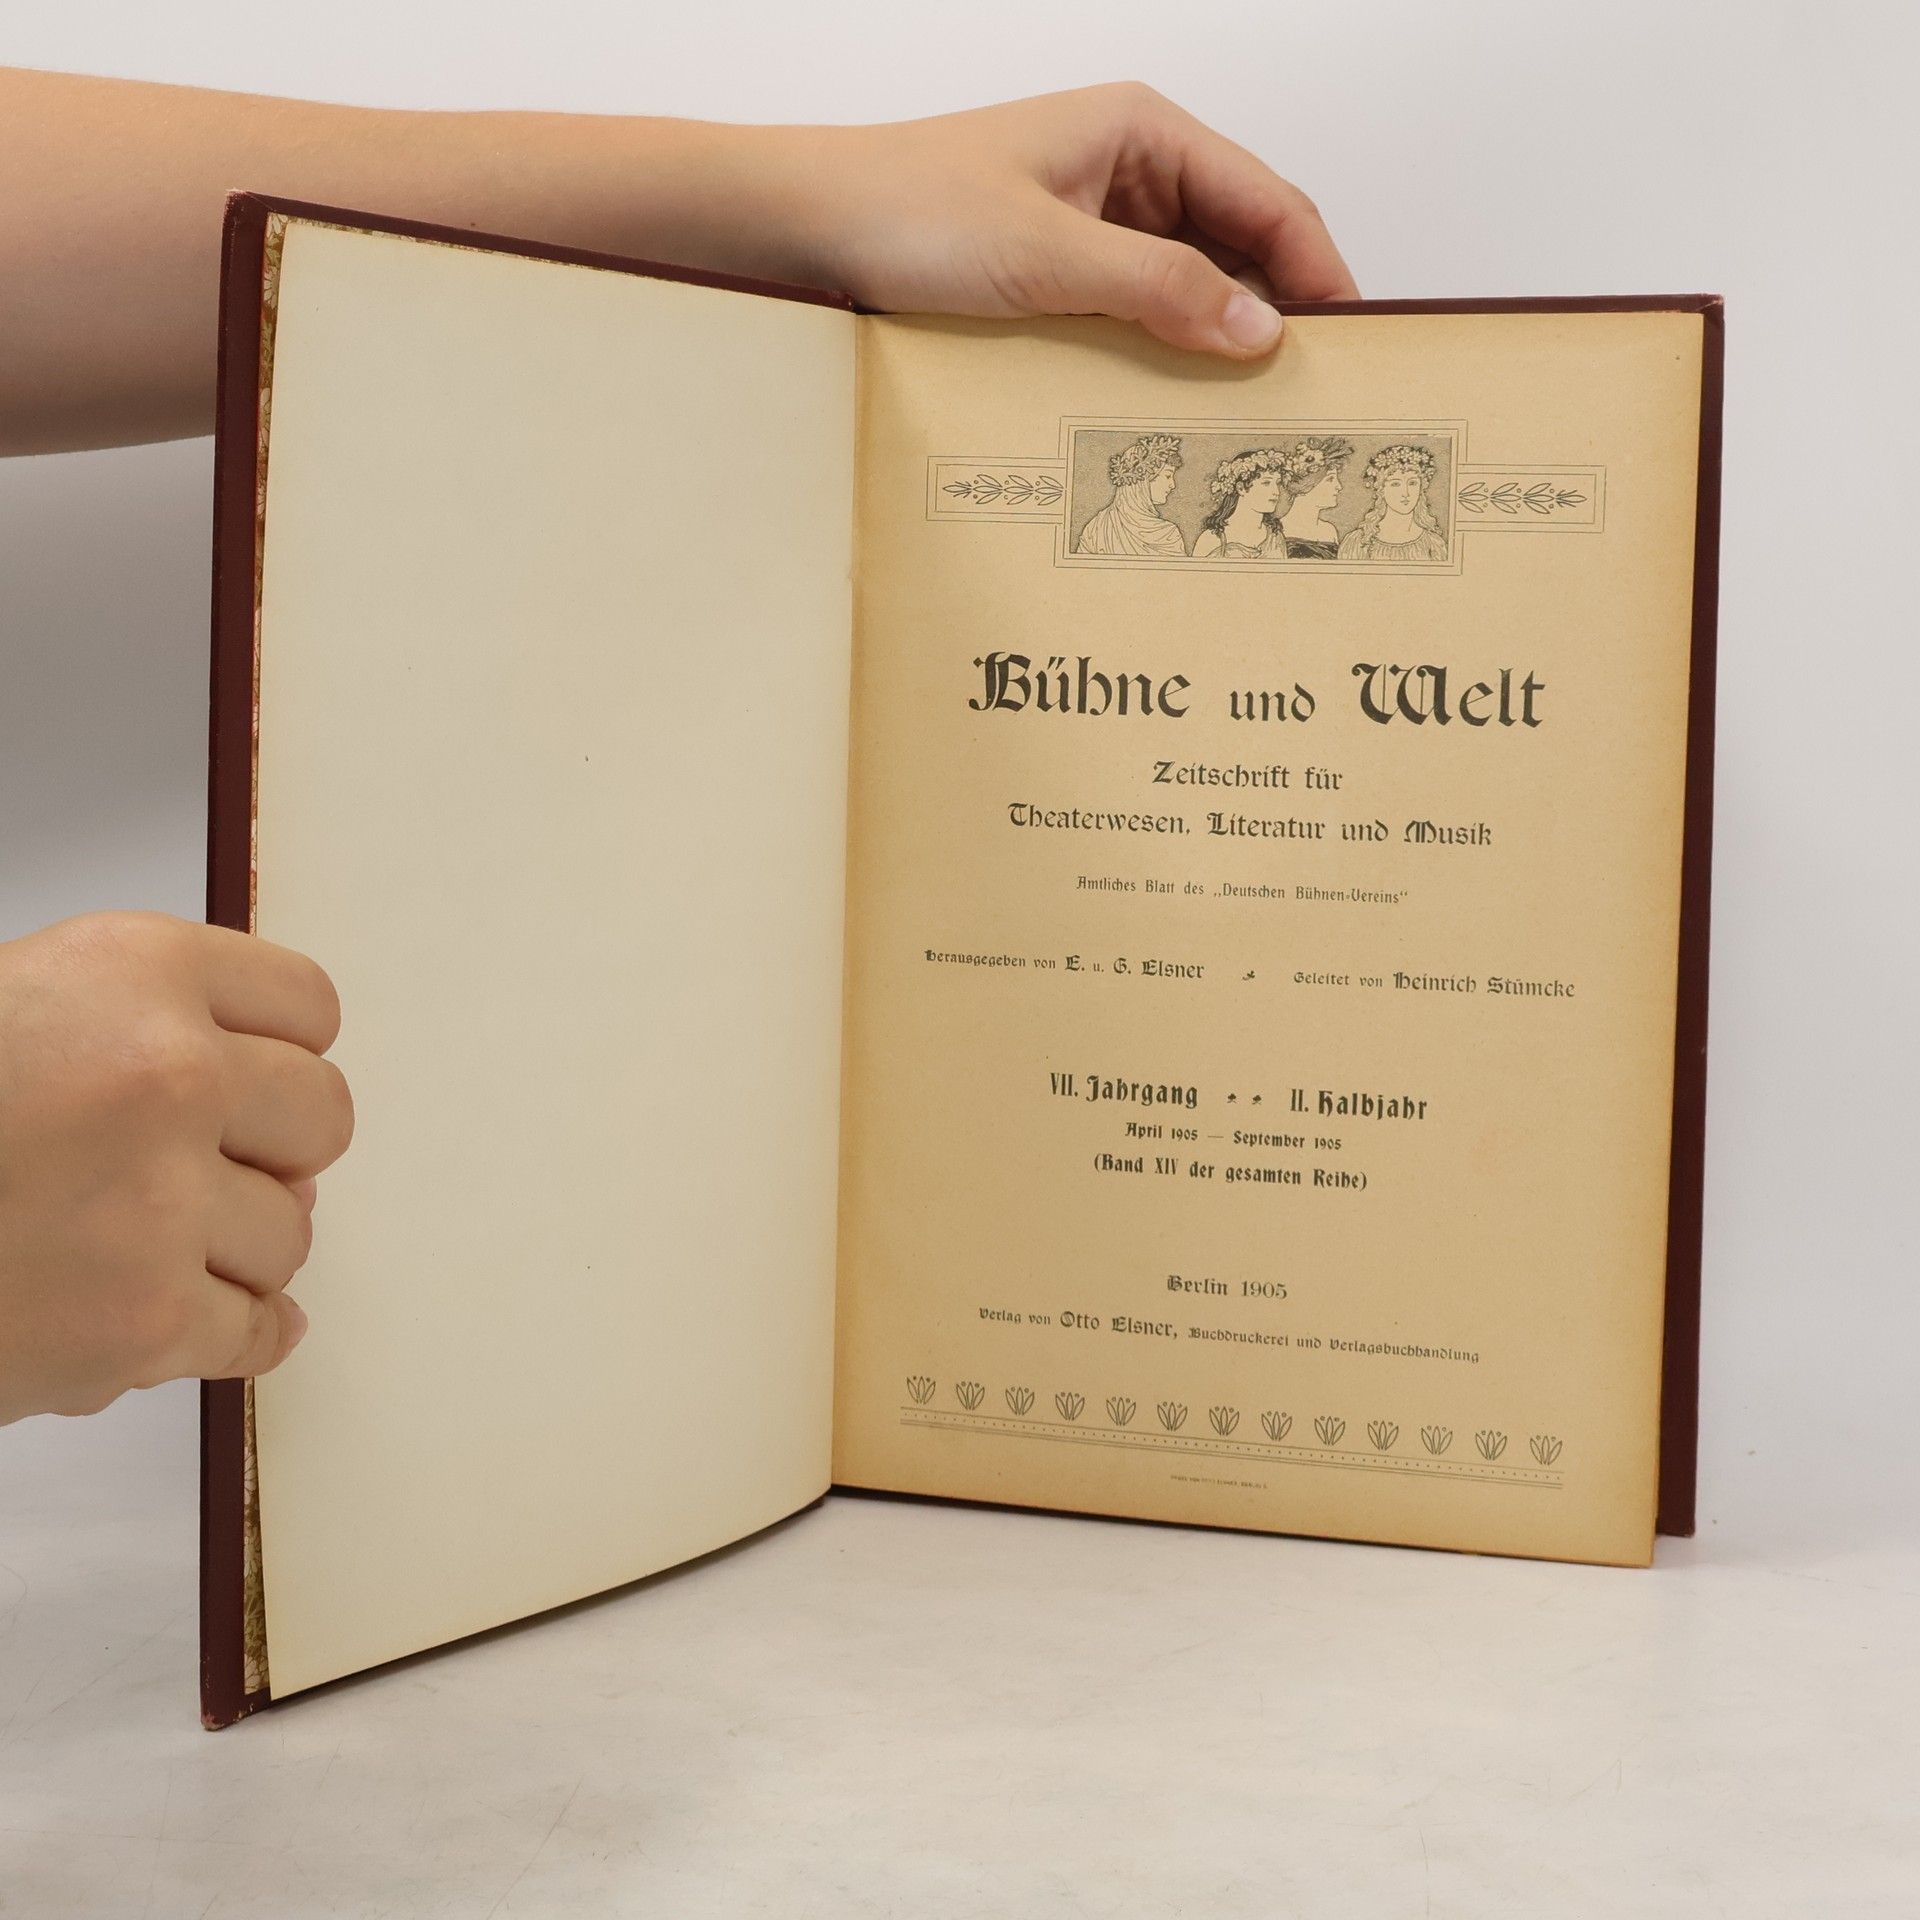 Bühne und Welt
Zeitschrift für
Theaterwesen, Literatur und Musik
Amtliches Blatt des „Deutschen Bühnen-Vereins“
Herausgegeben von E. u. G. Elsner Geleitet von Heinrich Stümcke
VII. Jahrgang II. Halbjahr
April 1905 — September 1905
(Band XIV der gesamten Reihe)
Berlin 1905
Verlag von Otto Elsner, Buchdruckerei und Verlagsbuchhandlung